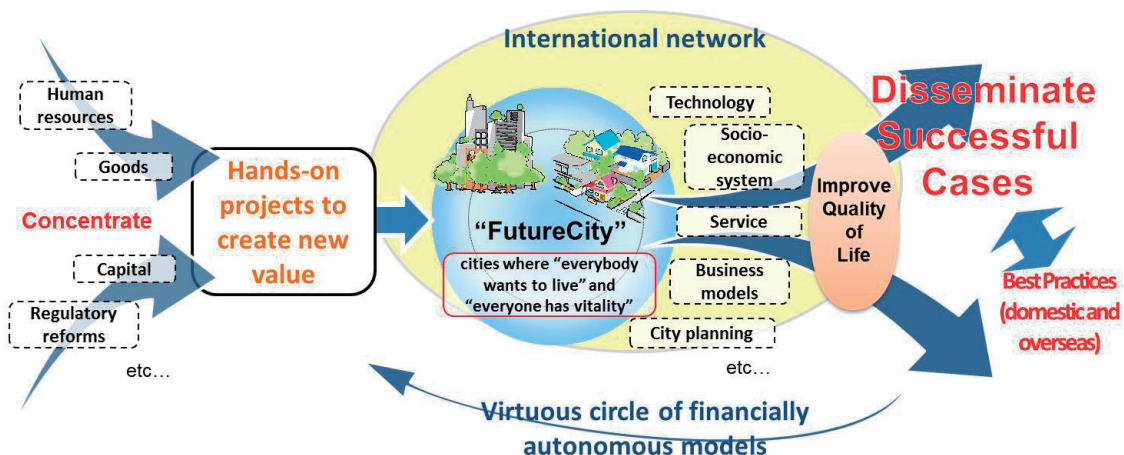 International network
Human
resources
Goods
Concentrate
Capital
Regulatory
reforms
etc…
Hands-on
projects to
create new
value
“FutureCity”
cities where “everybody
wants to live” and
“everyone has vitality”
Technology
Socio-
economic
system
Service
Business
models
City planning
etc…
Improve
Quality
of
Life
Disseminate
Successful
Cases
Best Practices
(domestic and
overseas)
Virtuous circle of financially
autonomous models